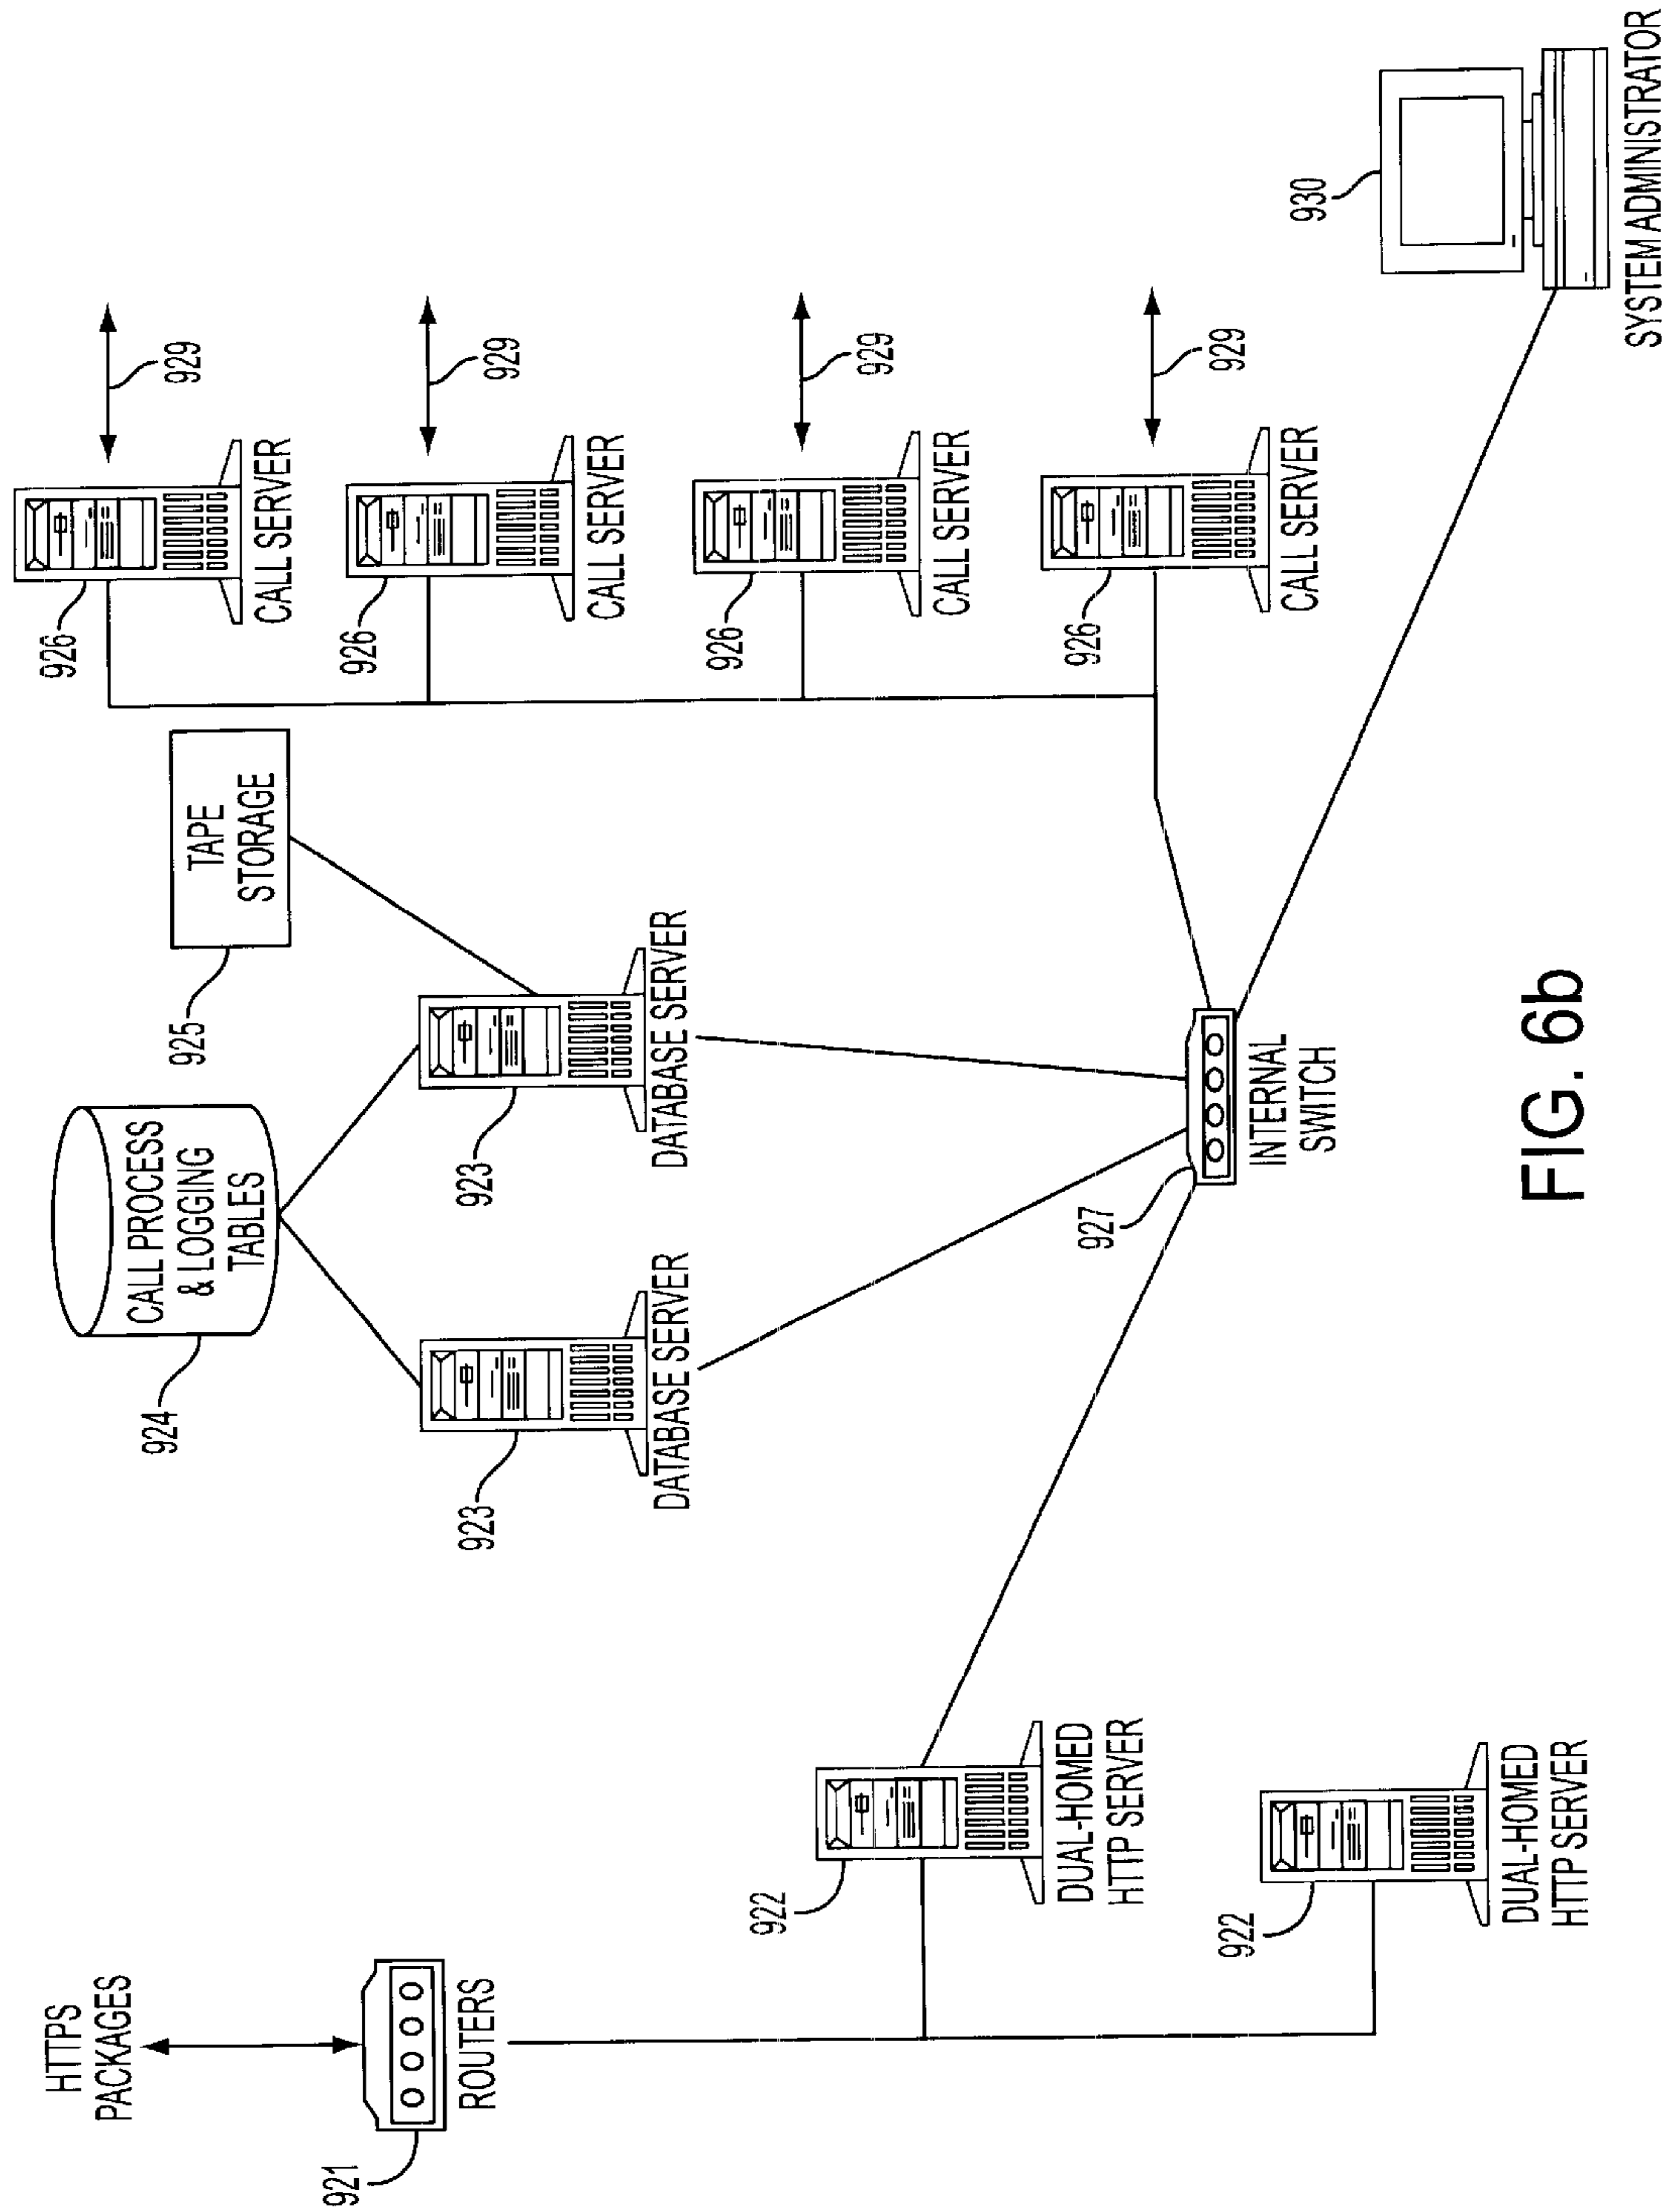 HTTPS
PACKAGES
921
ROUTERS
922
DUAL-HOMED
HTTP SERVER
922
DUAL-HOMED
HTTP SERVER
924
CALL PROCESS
& LOGGING
TABLES
923
DATABASE SERVER
923
DATABASE SERVER
925
TAPE
STORAGE
927
INTERNAL
SWITCH
926
CALL SERVER
929
926
CALL SERVER
929
926
CALL SERVER
929
926
CALL SERVER
929
930
SYSTEM ADMINISTRATOR
FIG. 6b